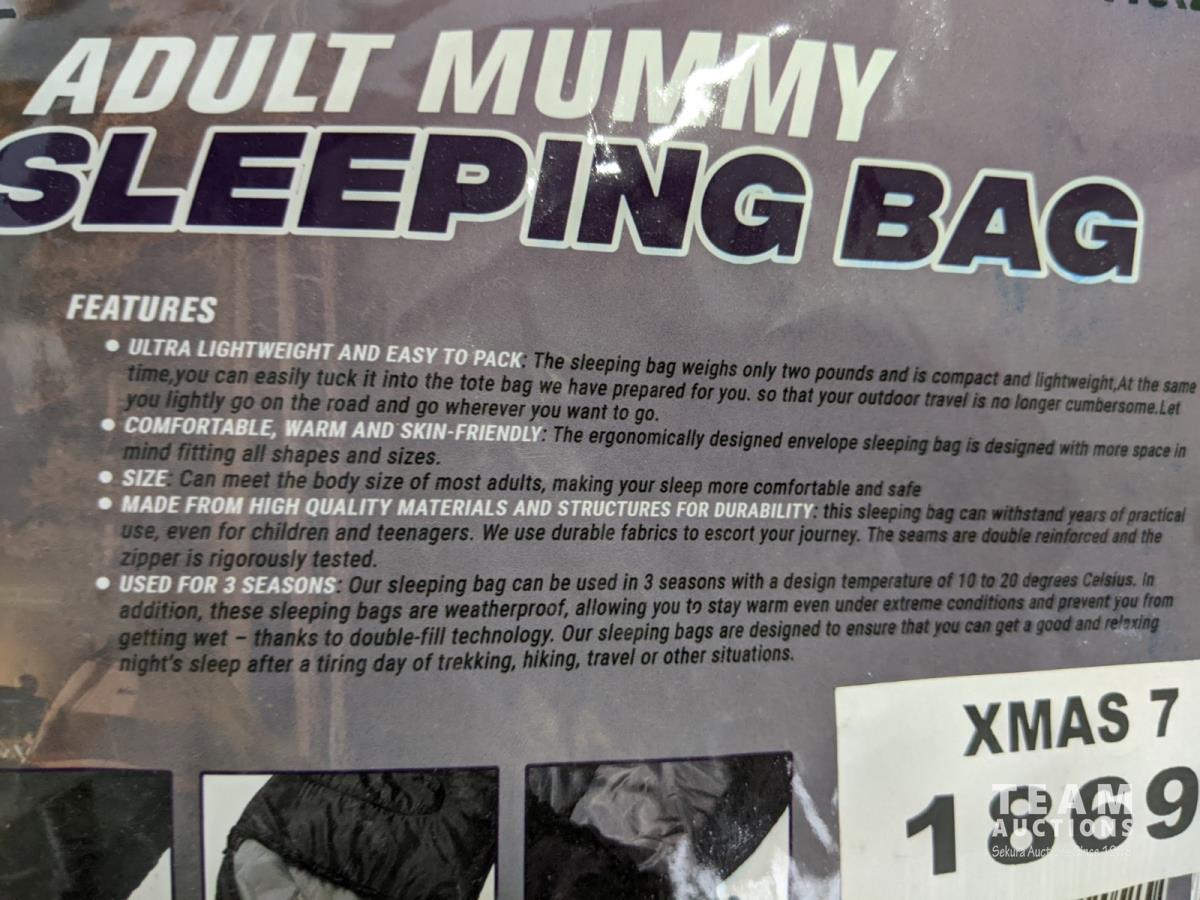 ADULT MUMMY
SLEEPING BAG
FEATURES
• ULTRA LIGHTWEIGHT AND EASY TO PACK: The sleeping bag weighs only two pounds and is compact and lightweight,At the same
time,you can easily tuck it into the tote bag we have prepared for you. so that your outdoor travel is no longer cumbersome.Let
you lightly go on the road and go wherever you want to go.
• COMFORTABLE, WARM AND SKIN-FRIENDLY: The ergonomically designed envelope sleeping bag is designed with more space in
mind fitting all shapes and sizes.
• SIZE: Can meet the body size of most adults, making your sleep more comfortable and safe
• MADE FROM HIGH QUALITY MATERIALS AND STRUCTURES FOR DURABILITY: this sleeping bag can withstand years of practical
use, even for children and teenagers. We use durable fabrics to escort your journey. The seams are double reinforced and the
zipper is rigorously tested.
• USED FOR 3 SEASONS: Our sleeping bag can be used in 3 seasons with a design temperature of 10 to 20 degrees Celsius. In
addition, these sleeping bags are weatherproof, allowing you to stay warm even under extreme conditions and prevent you from
getting wet – thanks to double-fill technology. Our sleeping bags are designed to ensure that you can get a good and relaxing
night's sleep after a tiring day of trekking, hiking, travel or other situations.
XMAS 7
1889
TEAM
AUCTIONS
Sekura Auctions Since